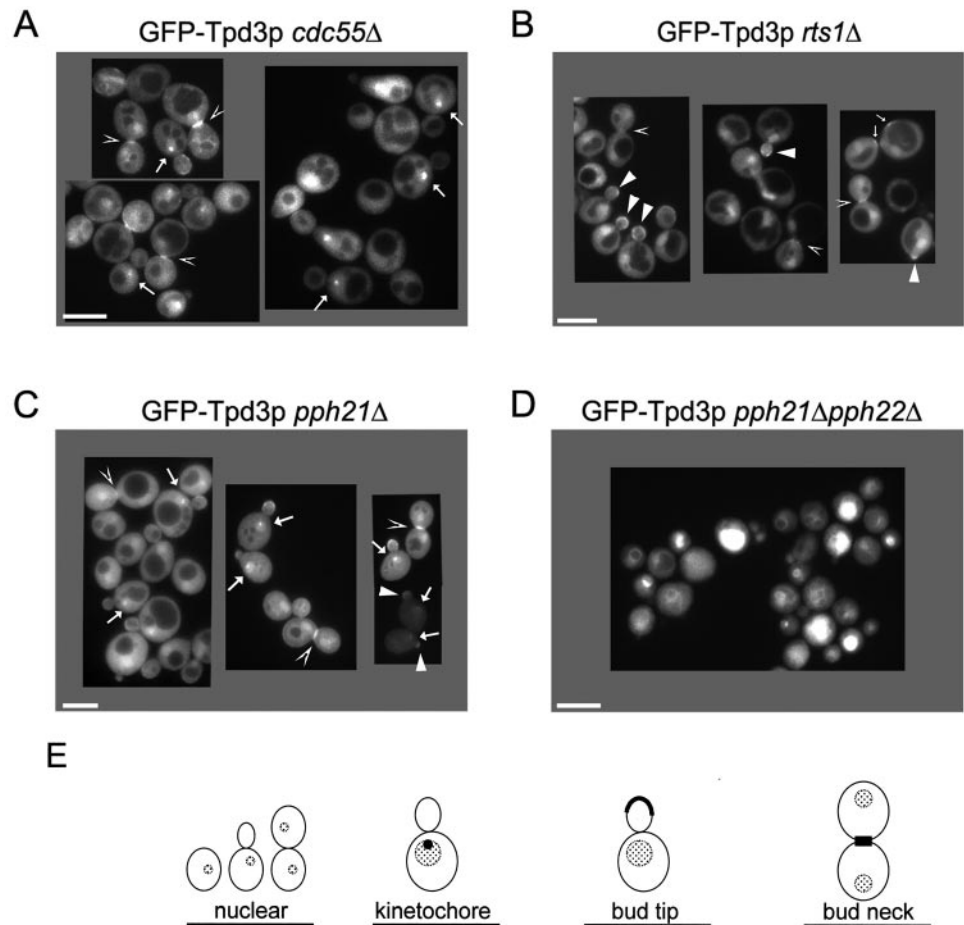 A
GFP-Tpd3p cdc55Δ
B
GFP-Tpd3p rts1Δ
C
GFP-Tpd3p pph21Δ
D
GFP-Tpd3p pph21Δpph22Δ
E
nuclear
kinetochore
bud tip
bud neck